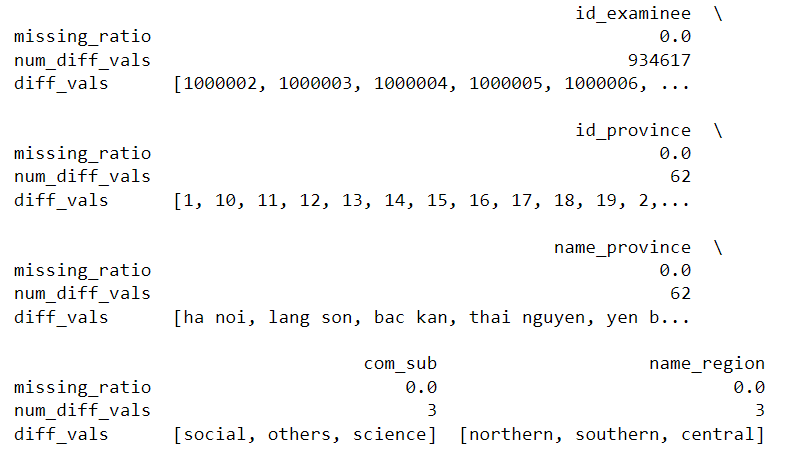 id_examinee \
missing_ratio 0.0
num_diff_vals 934617
diff_vals [1000002, 1000003, 1000004, 1000005, 1000006, ...
id_province \
missing_ratio 0.0
num_diff_vals 62
diff_vals [1, 10, 11, 12, 13, 14, 15, 16, 17, 18, 19, 2,...
name_province \
missing_ratio 0.0
num_diff_vals 62
diff_vals [ha noi, lang son, bac kan, thai nguyen, yen b...
com_sub name_region
missing_ratio 0.0 0.0
num_diff_vals 3 3
diff_vals [social, others, science] [northern, southern, central]